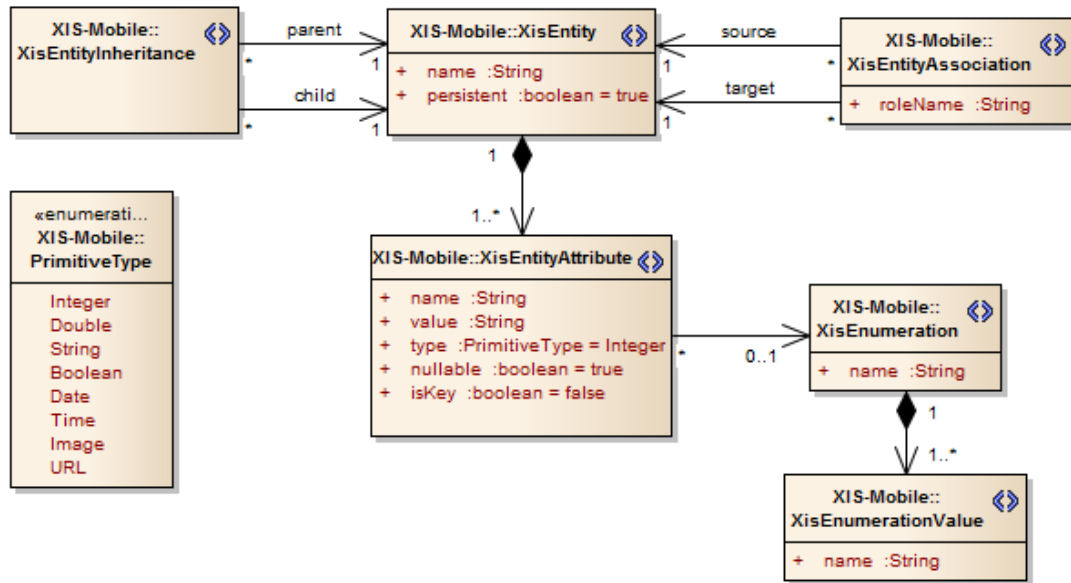 XIS-Mobile::
XisEntityInheritance
parent
*
1
child
*
1
XIS-Mobile::XisEntity
+ name :String
+ persistent :boolean = true
source
1
*
target
1
*
XIS-Mobile::
XisEntityAssociation
+ roleName :String
1
1..*
«enumerati...
XIS-Mobile::
PrimitiveType
Integer
Double
String
Boolean
Date
Time
Image
URL
XIS-Mobile::XisEntityAttribute
+ name :String
+ value :String
+ type :PrimitiveType = Integer
+ nullable :boolean = true
+ isKey :boolean = false
*
0..1
XIS-Mobile::
XisEnumeration
+ name :String
1
1..*
XIS-Mobile::
XisEnumerationValue
+ name :String